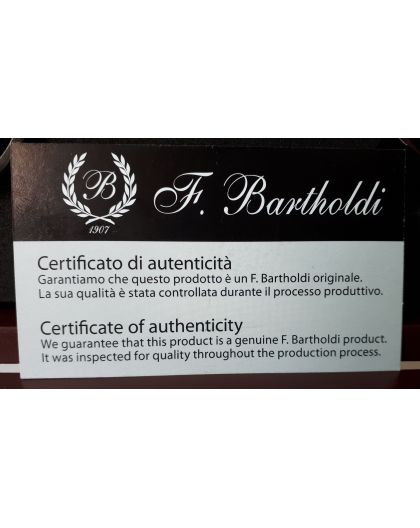 B
1907
F. Bartholdi
Certificato di autenticità
Garantiamo che questo prodotto è un F. Bartholdi originale.
La sua qualità è stata controllata durante il processo produttivo.
Certificate of authenticity
We guarantee that this product is a genuine F. Bartholdi product.
It was inspected for quality throughout the production process.